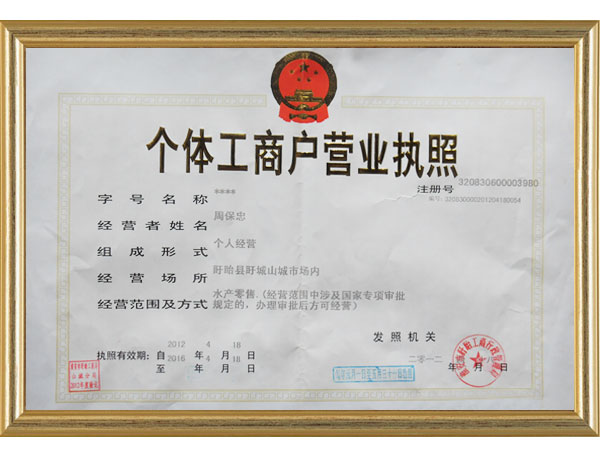 个体工商户营业执照
注册号 320830600003980
编号: 320830000201204180054
字号名称 ****
经营者姓名 周保忠
组成形式 个人经营
经营场所 盱眙县盱城山城市场内
经营范围及方式 水产零售.(经营范围中涉及国家专项审批
规定的,办理审批后方可经营)
发照机关
执照有效期: 自 2012 年 4 月 18 日
至 2016 年 4 月 18 日
二零一二 年 月 日